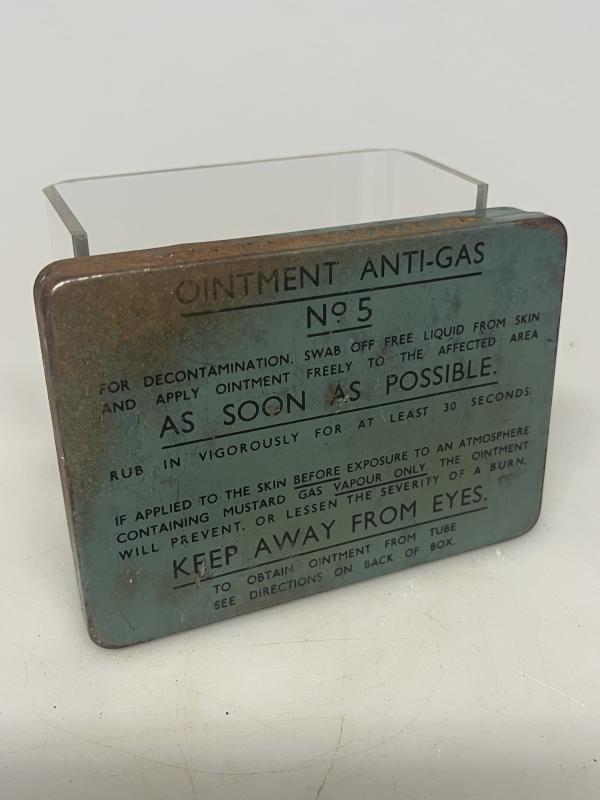 OINTMENT ANTI-GAS
Nº 5
FOR DECONTAMINATION, SWAB OFF FREE LIQUID FROM SKIN
AND APPLY OINTMENT FREELY TO THE AFFECTED AREA
AS SOON AS POSSIBLE.
RUB IN VIGOROUSLY FOR AT LEAST 30 SECONDS.
IF APPLIED TO THE SKIN BEFORE EXPOSURE TO AN ATMOSPHERE
CONTAINING MUSTARD GAS VAPOUR ONLY. THE OINTMENT
WILL PREVENT, OR LESSEN THE SEVERITY OF A BURN.
KEEP AWAY FROM EYES.
TO OBTAIN OINTMENT FROM TUBE
SEE DIRECTIONS ON BACK OF BOX.